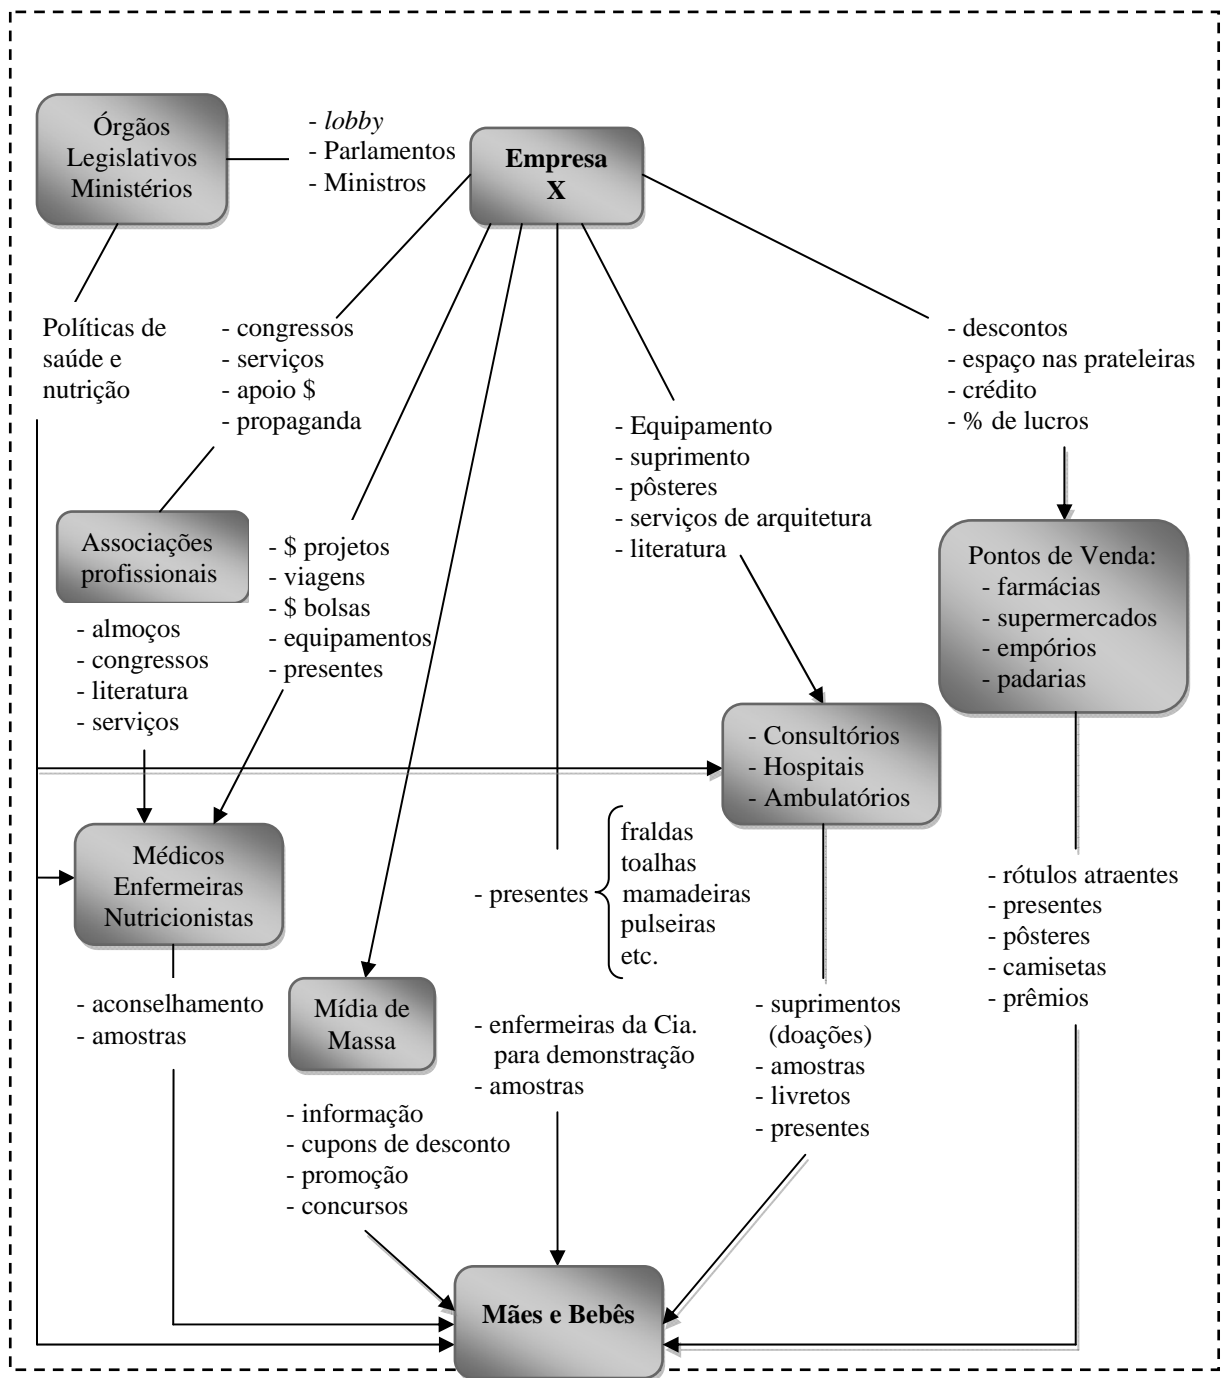 Órgãos
Legislativos
Ministérios
- lobby
- Parlamentos
- Ministros
Empresa
X
Políticas de
saúde e
nutrição
- congressos
- serviços
- apoio $
- propaganda
- descontos
- espaço nas prateleiras
- crédito
- % de lucros
- Equipamento
- suprimento
- pôsteres
- serviços de arquitetura
- literatura
Associações
profissionais
- $ projetos
- viagens
- $ bolsas
- equipamentos
- presentes
Pontos de Venda:
- farmácias
- supermercados
- empórios
- padarias
- almoços
- congressos
- literatura
- serviços
- Consultórios
- Hospitais
- Ambulatórios
Médicos
Enfermeiras
Nutricionistas
- presentes
fraldas
toalhas
mamadeiras
pulseiras
etc.
- rótulos atraentes
- presentes
- pôsteres
- camisetas
- prêmios
- aconselhamento
- amostras
Mídia de
Massa
- enfermeiras da Cia.
para demonstração
- amostras
- suprimentos
(doações)
- amostras
- livretos
- presentes
- informação
- cupons de desconto
- promoção
- concursos
Mães e Bebês